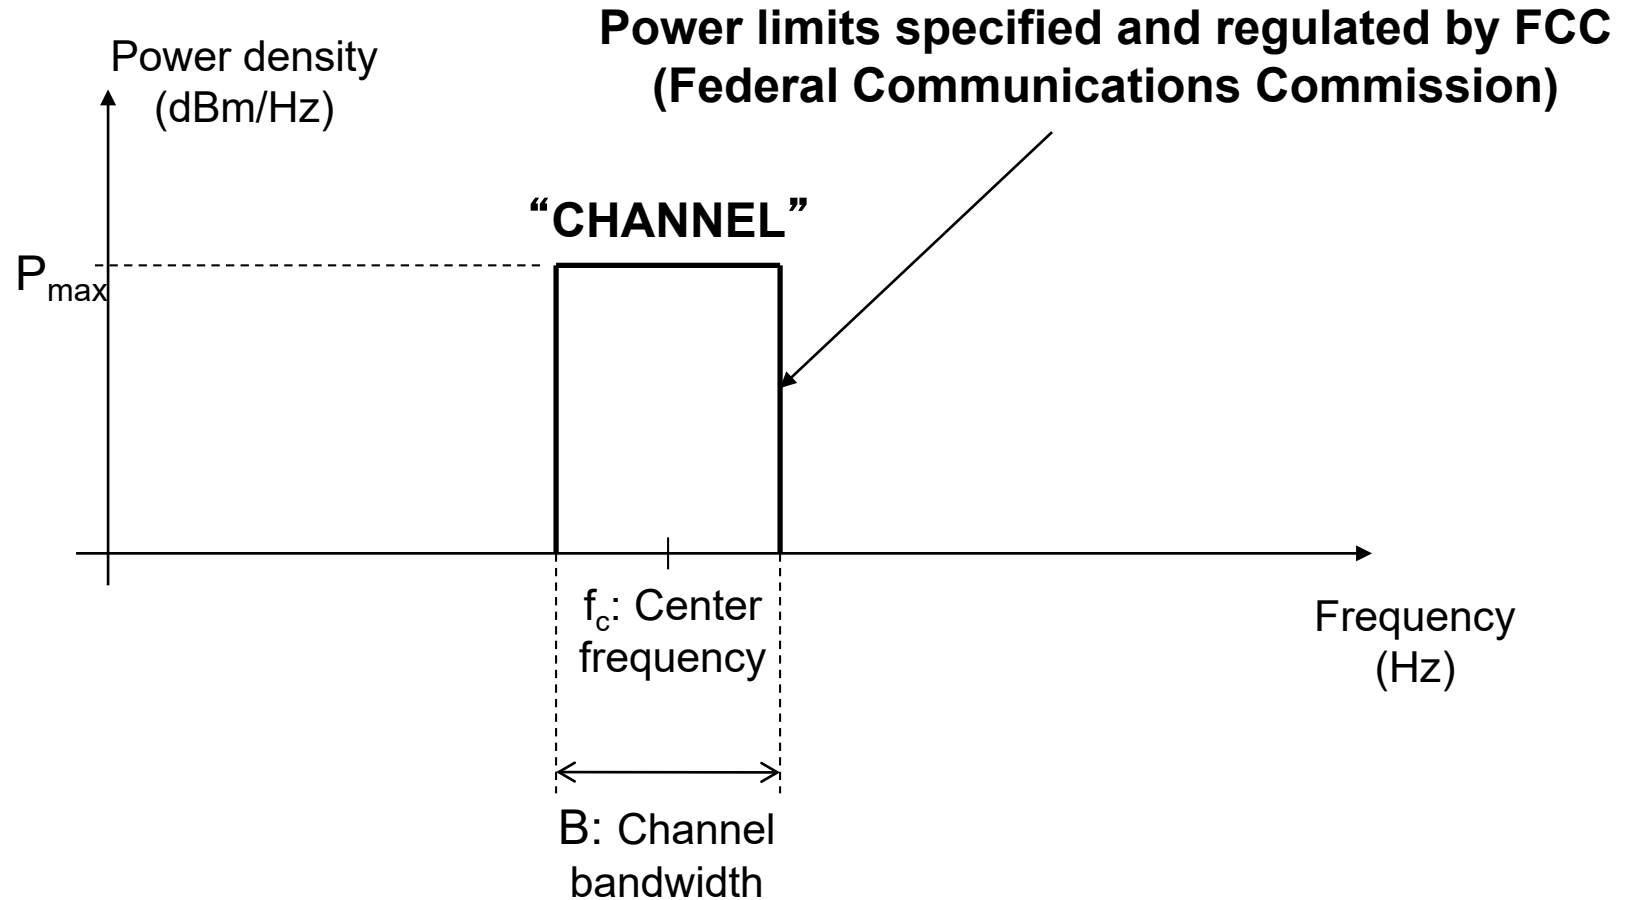 Power limits specified and regulated by FCC
(Federal Communications Commission)
Power density
(dBm/Hz)
“CHANNEL”
Pmax
fc: Center
frequency
Frequency
(Hz)
B: Channel
bandwidth